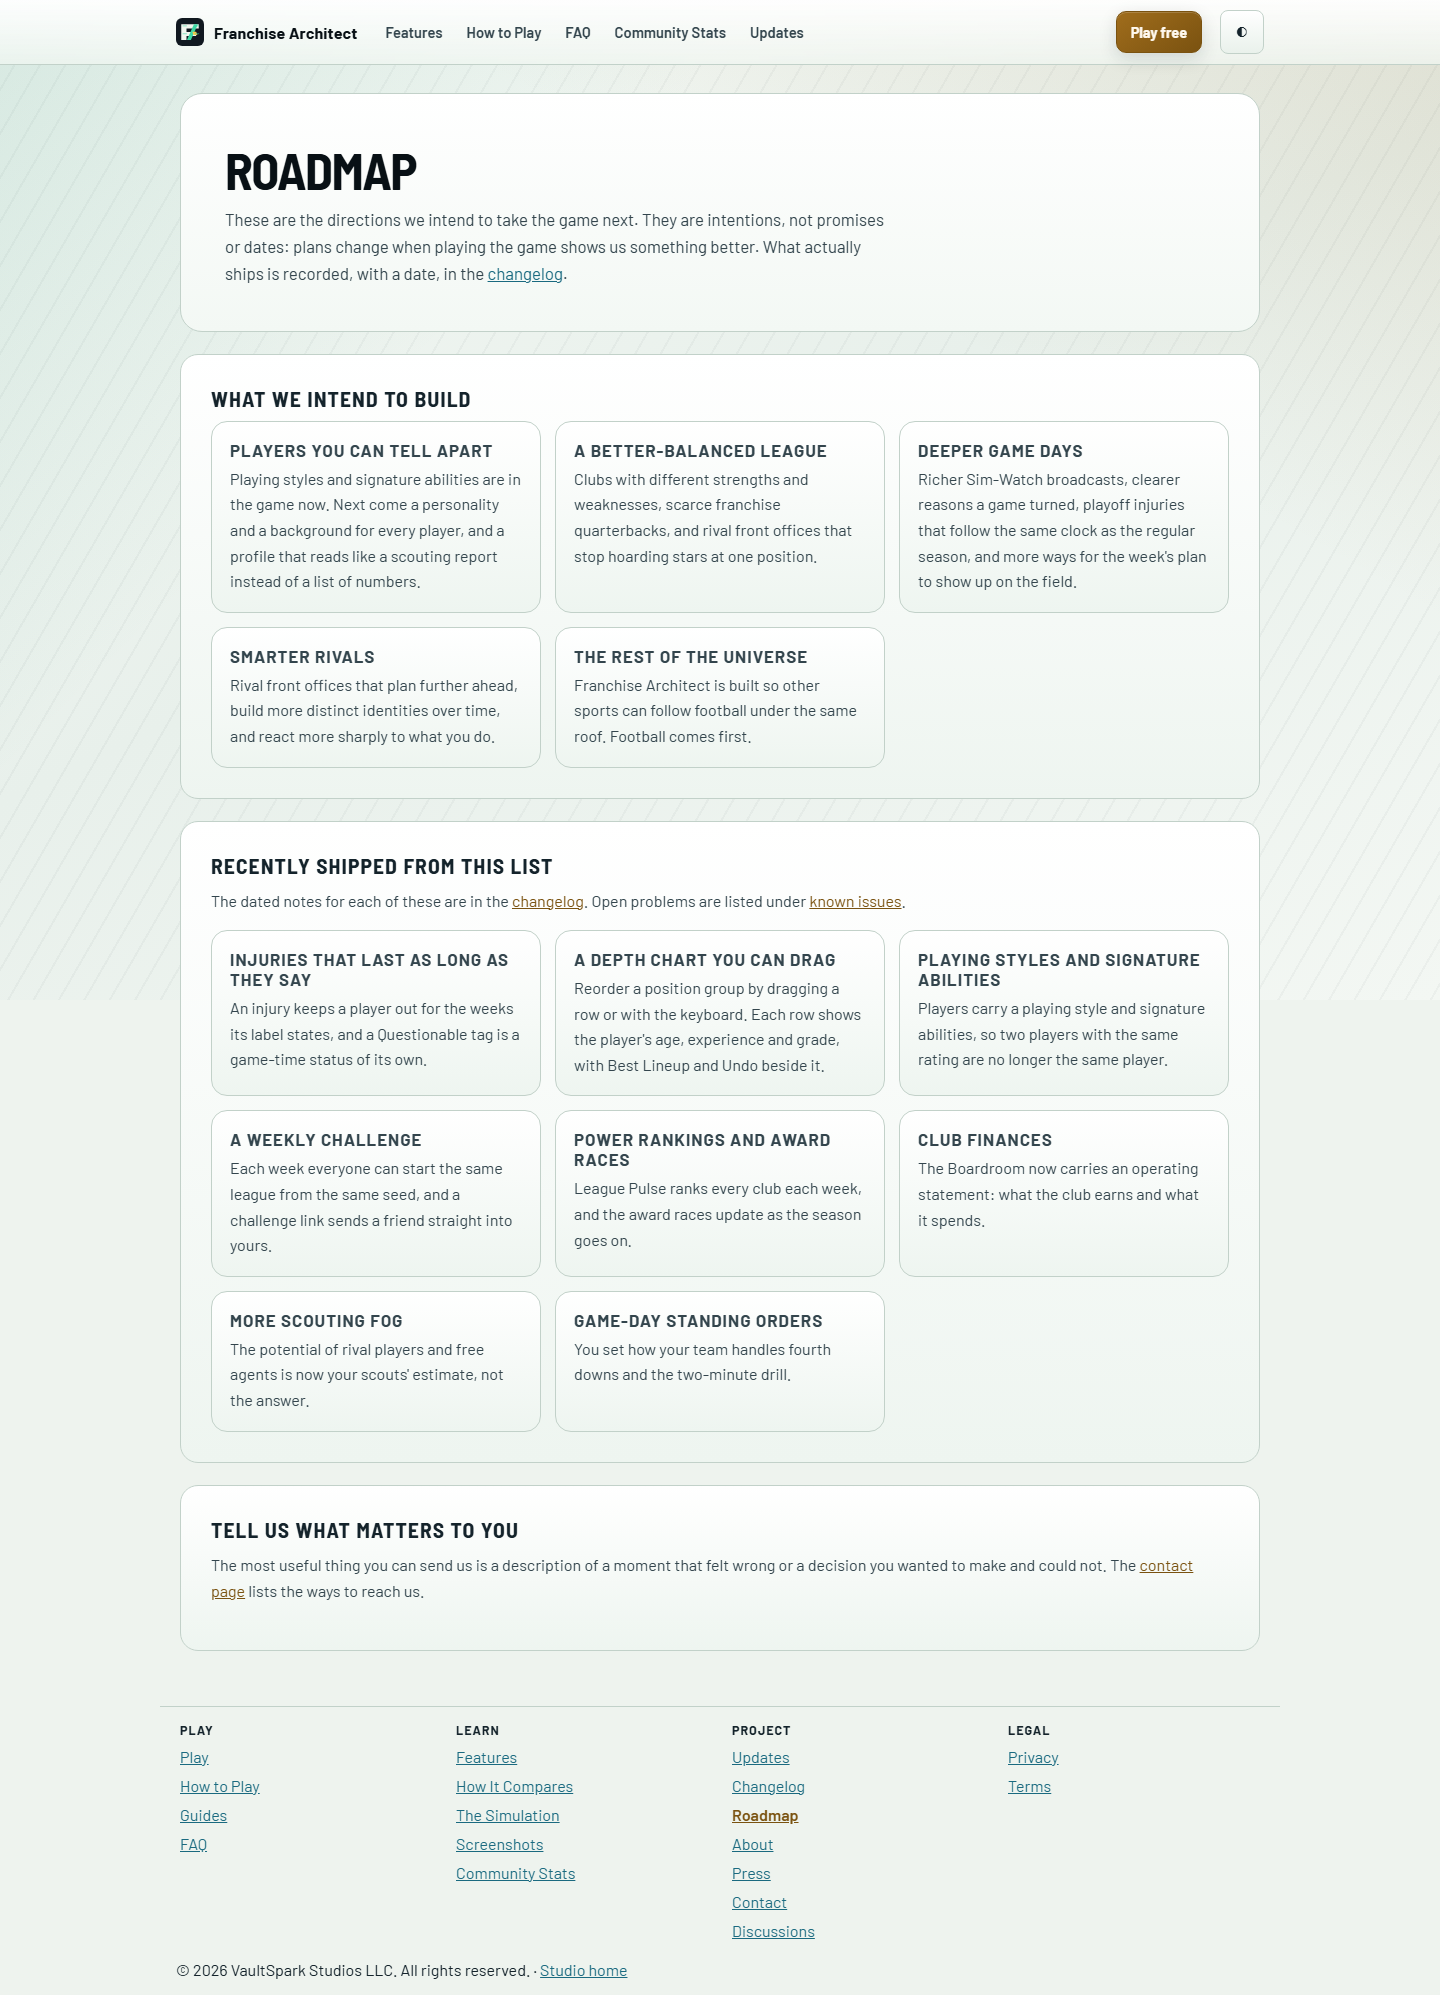 Franchise Architect
Features
How to Play
FAQ
Community Stats
Updates
Play free
ROADMAP
These are the directions we intend to take the game next. They are intentions, not promises
or dates: plans change when playing the game shows us something better. What actually
ships is recorded, with a date, in the changelog.
WHAT WE INTEND TO BUILD
PLAYERS YOU CAN TELL APART
Playing styles and signature abilities are in
the game now. Next come a personality
and a background for every player, and a
profile that reads like a scouting report
instead of a list of numbers.
A BETTER-BALANCED LEAGUE
Clubs with different strengths and
weaknesses, scarce franchise
quarterbacks, and rival front offices that
stop hoarding stars at one position.
DEEPER GAME DAYS
Richer Sim-Watch broadcasts, clearer
reasons a game turned, playoff injuries
that follow the same clock as the regular
season, and more ways for the week's plan
to show up on the field.
SMARTER RIVALS
Rival front offices that plan further ahead,
build more distinct identities over time,
and react more sharply to what you do.
THE REST OF THE UNIVERSE
Franchise Architect is built so other
sports can follow football under the same
roof. Football comes first.
RECENTLY SHIPPED FROM THIS LIST
The dated notes for each of these are in the changelog. Open problems are listed under known issues.
INJURIES THAT LAST AS LONG AS
THEY SAY
An injury keeps a player out for the weeks
its label states, and a Questionable tag is a
game-time status of its own.
A DEPTH CHART YOU CAN DRAG
Reorder a position group by dragging a
row or with the keyboard. Each row shows
the player's age, experience and grade,
with Best Lineup and Undo beside it.
PLAYING STYLES AND SIGNATURE
ABILITIES
Players carry a playing style and signature
abilities, so two players with the same
rating are no longer the same player.
A WEEKLY CHALLENGE
Each week everyone can start the same
league from the same seed, and a
challenge link sends a friend straight into
yours.
POWER RANKINGS AND AWARD
RACES
League Pulse ranks every club each week,
and the award races update as the season
goes on.
CLUB FINANCES
The Boardroom now carries an operating
statement: what the club earns and what
it spends.
MORE SCOUTING FOG
The potential of rival players and free
agents is now your scouts' estimate, not
the answer.
GAME-DAY STANDING ORDERS
You set how your team handles fourth
downs and the two-minute drill.
TELL US WHAT MATTERS TO YOU
The most useful thing you can send us is a description of a moment that felt wrong or a decision you wanted to make and could not. The contact
page lists the ways to reach us.
PLAY
Play
How to Play
Guides
FAQ
LEARN
Features
How It Compares
The Simulation
Screenshots
Community Stats
PROJECT
Updates
Changelog
Roadmap
About
Press
Contact
Discussions
LEGAL
Privacy
Terms
© 2026 VaultSpark Studios LLC. All rights reserved. · Studio home